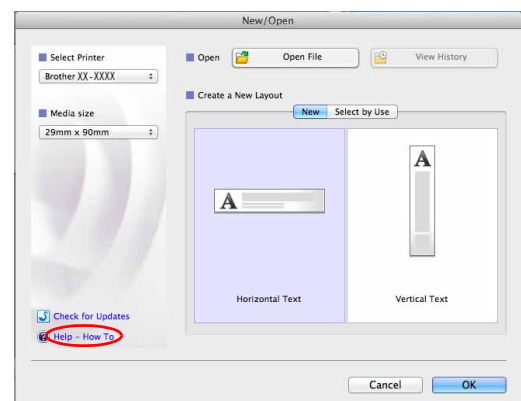 New/Open
Select Printer
Brother XX-XXXX
Media size
29mm x 90mm
Check for Updates
Help - How To
Open
Open File
View History
Create a New Layout
New
Select by Use
A
Horizontal Text
A
Vertical Text
Cancel
OK